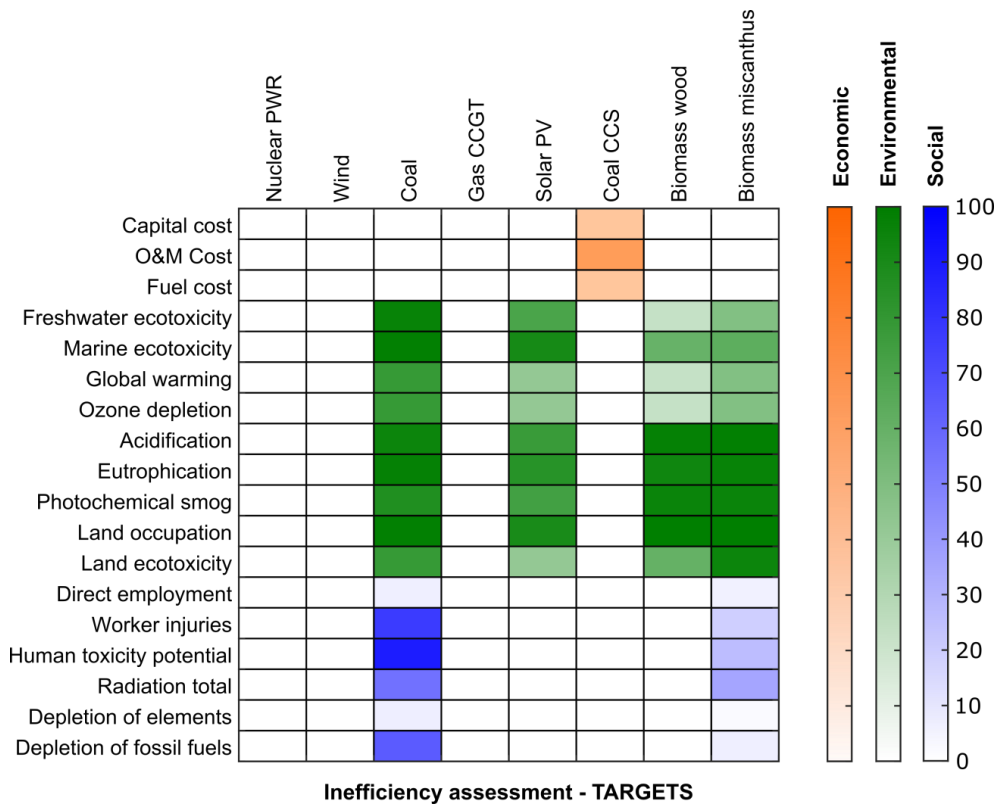 Nuclear PWR
Wind
Coal
Gas CCGT
Solar PV
Coal CCS
Biomass wood
Biomass miscanthus
Economic
Environmental
Social
Capital cost
O&M Cost
Fuel cost
Freshwater ecotoxicity
Marine ecotoxicity
Global warming
Ozone depletion
Acidification
Eutrophication
Photochemical smog
Land occupation
Land ecotoxicity
Direct employment
Worker injuries
Human toxicity potential
Radiation total
Depletion of elements
Depletion of fossil fuels
100
90
80
70
60
50
40
30
20
10
0
Inefficiency assessment - TARGETS